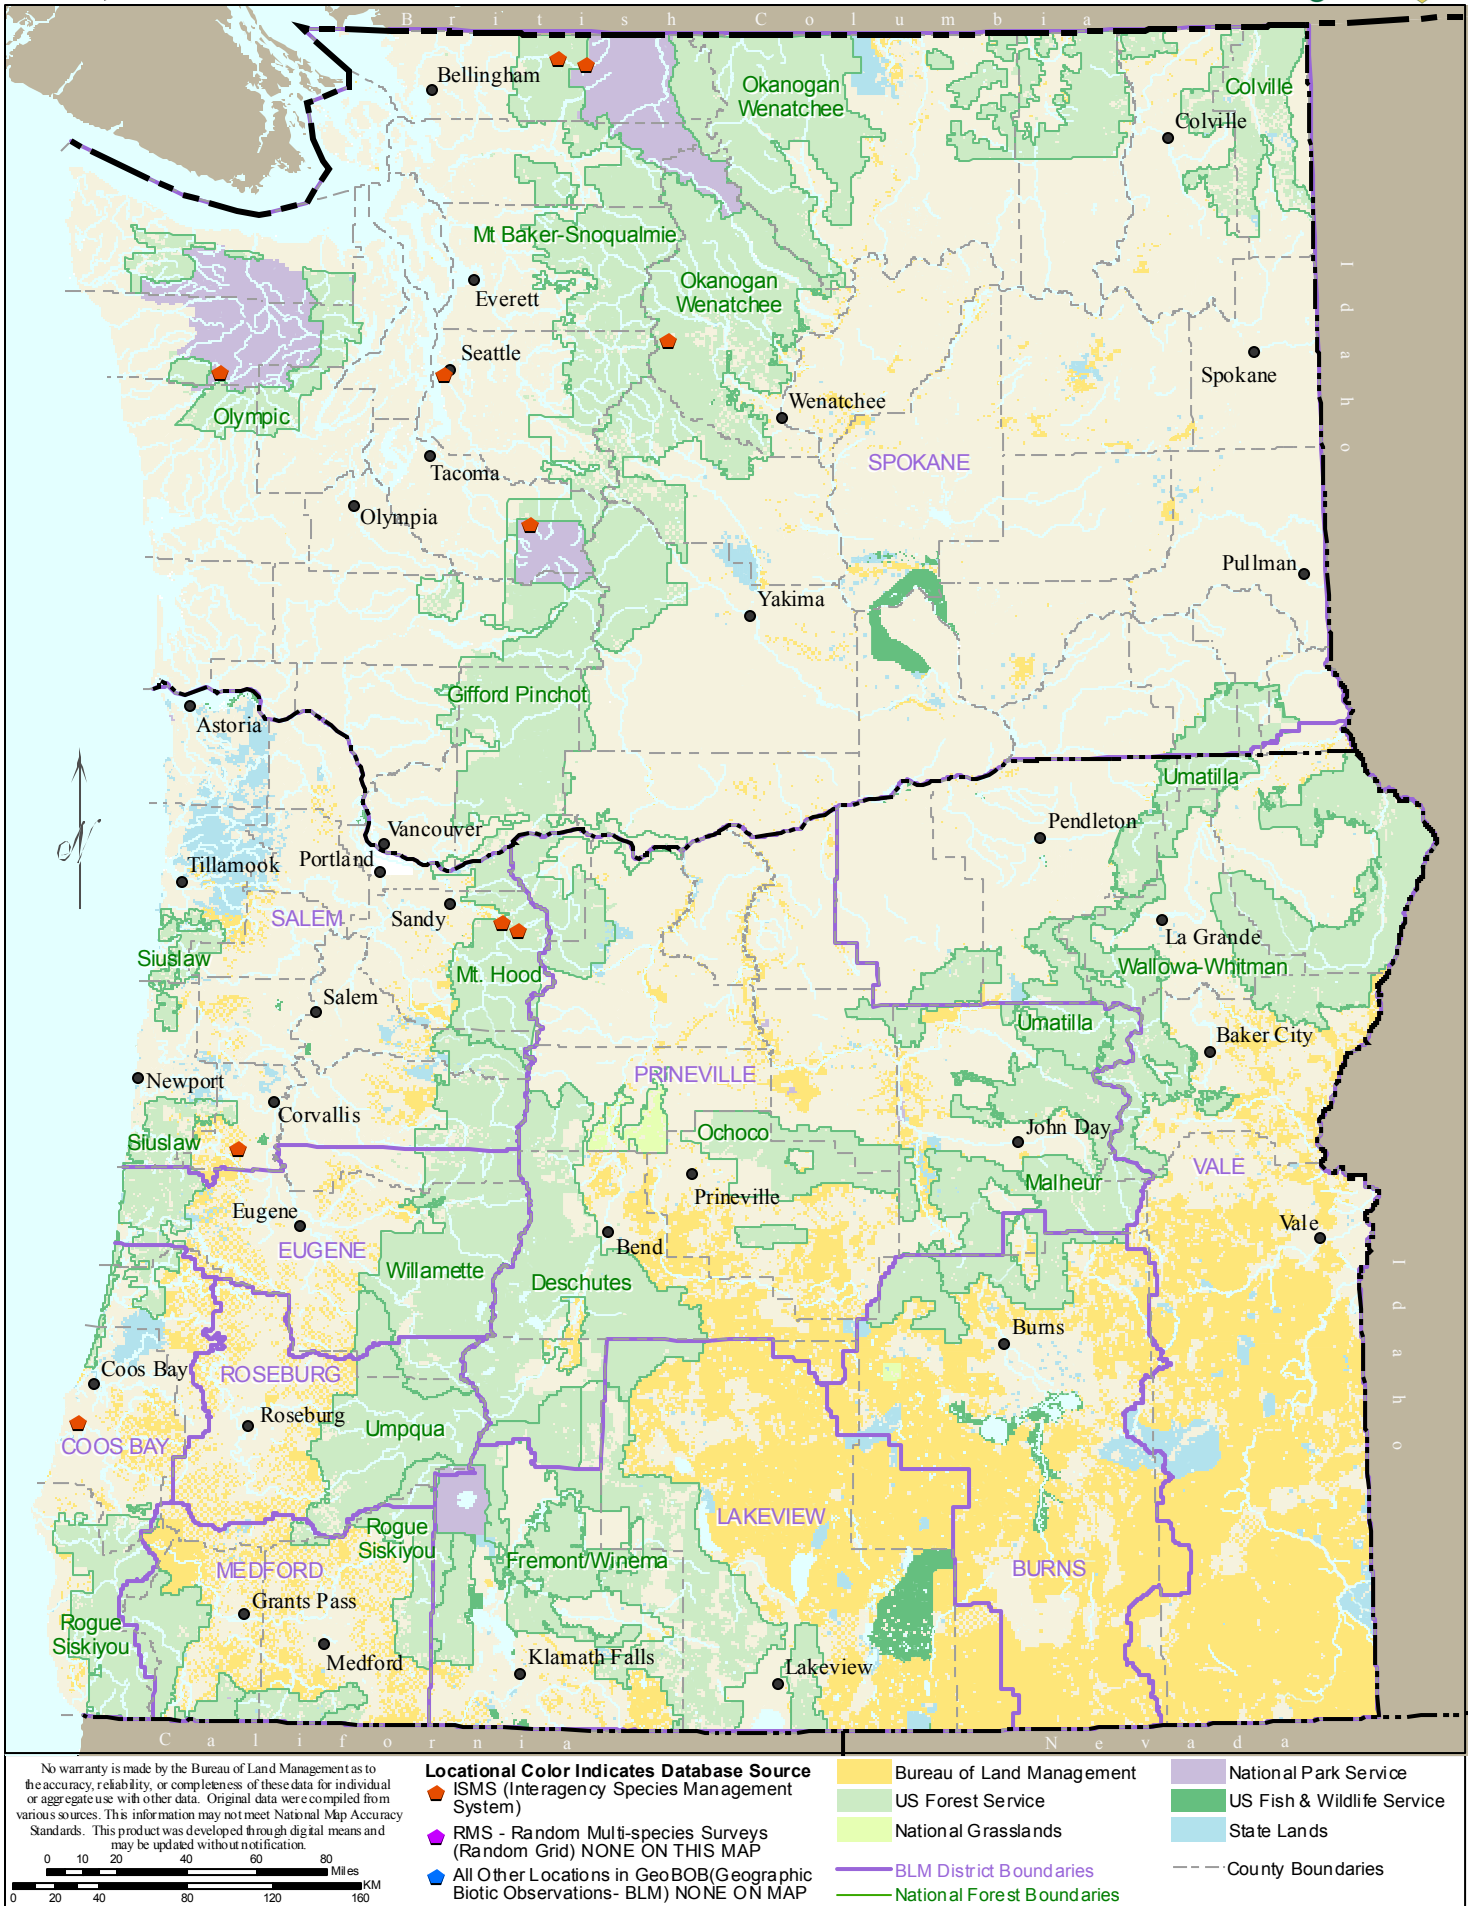 British Columbia
Bellingham
Okanogan
Wenatchee
Colville
Colville
Mt Baker-Snoqualmie
Okanogan
Wenatchee
Everett
Idaho
Seattle
Spokane
Wenatchee
Olympic
SPOKANE
Tacoma
Olympia
Pullman
Yakima
Gifford Pinchot
Astoria
Umatilla
Vancouver
Pendleton
Portland
Tillamook
SALEM
Sandy
La Grande
Siuslaw
Mt. Hood
Wallowa-Whitman
Salem
Umatilla
Baker City
Newport
PRINEVILLE
Corvallis
Siuslaw
Ochoco
John Day
VALE
Malheur
Prineville
Eugene
Vale
EUGENE
Bend
Willamette
Deschutes
Idaho
Burns
Coos Bay
ROSEBURG
Roseburg
Umpqua
COOS BAY
LAKEVIEW
Rogue
Siskiyou
Fremont/Winema
MEDFORD
BURNS
Grants Pass
Rogue
Siskiyou
Medford
Klamath Falls
Lakeview
California
Nevada
No warranty is made by the Bureau of Land Management as to
the accuracy, reliability, or completeness of these data for individual
or aggregate use with other data. Original data were compiled from
various sources. This information may not meet National Map Accuracy
Standards. This product was developed through digital means and
may be updated without notification.
0 10 20 40 60 80
Miles
KM
0 20 40 80 120 160
Locational Color Indicates Database Source
ISMS (Interagency Species Management
System)
RMS - Random Multi-species Surveys
(Random Grid) NONE ON THIS MAP
All Other Locations in GeoBOB(Geographic
Biotic Observations- BLM) NONE ON MAP
Bureau of Land Management
US Forest Service
National Grasslands
BLM District Boundaries
National Forest Boundaries
National Park Service
US Fish & Wildlife Service
State Lands
County Boundaries